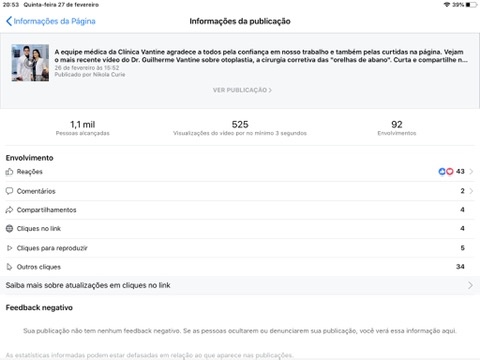 20:53 Quinta-feira 27 de fevereiro 39%
Informações da Página
Informações da publicação
A equipe médica da Clínica Vantine agradece a todos pela confiança em nosso trabalho e também pelas curtidas na página. Vejam
o mais recente vídeo do Dr. Guilherme Vantine sobre otoplastia, a cirurgia corretiva das "orelhas de abano". Curta e compartilhe n...
26 de fevereiro às 15:52
Publicado por Nikola Curie
VER PUBLICAÇÃO
1,1 mil 525 92
Pessoas alcançadas Visualizações do vídeo por no mínimo 3 segundos Envolvimentos
Envolvimento
Reações 43
Comentários 2
Compartilhamentos 4
Cliques no link 4
Cliques para reproduzir 5
Outros cliques 34
Saiba mais sobre atualizações em cliques no link
Feedback negativo
Sua publicação não tem nenhum feedback negativo. Se as pessoas ocultarem ou denunciarem sua publicação, você verá essa informação aqui.
As estatísticas informadas podem estar defasadas em relação ao que aparece nas publicações.